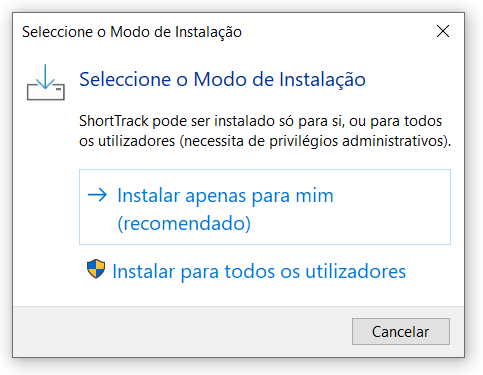 Seleccione o Modo de Instalação
Seleccione o Modo de Instalação
ShortTrack pode ser instalado só para si, ou para todos
os utilizadores (necessita de privilégios administrativos).
Instalar apenas para mim
(recomendado)
Instalar para todos os utilizadores
Cancelar